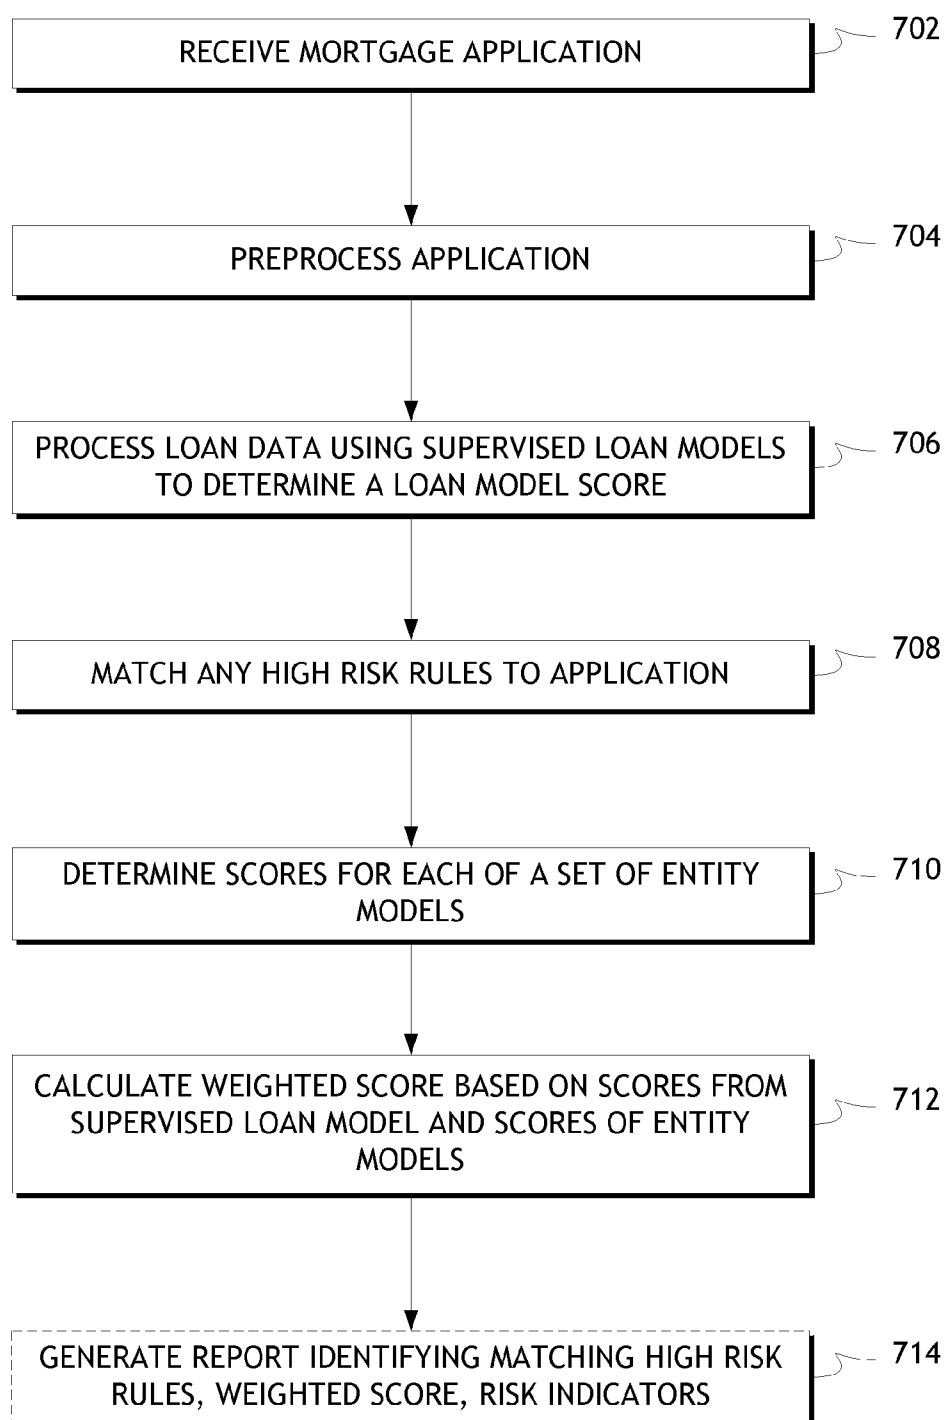 RECEIVE MORTGAGE APPLICATION
702
PREPROCESS APPLICATION
704
PROCESS LOAN DATA USING SUPERVISED LOAN MODELS
TO DETERMINE A LOAN MODEL SCORE
706
MATCH ANY HIGH RISK RULES TO APPLICATION
708
DETERMINE SCORES FOR EACH OF A SET OF ENTITY
MODELS
710
CALCULATE WEIGHTED SCORE BASED ON SCORES FROM
SUPERVISED LOAN MODEL AND SCORES OF ENTITY
MODELS
712
GENERATE REPORT IDENTIFYING MATCHING HIGH RISK
RULES, WEIGHTED SCORE, RISK INDICATORS
714